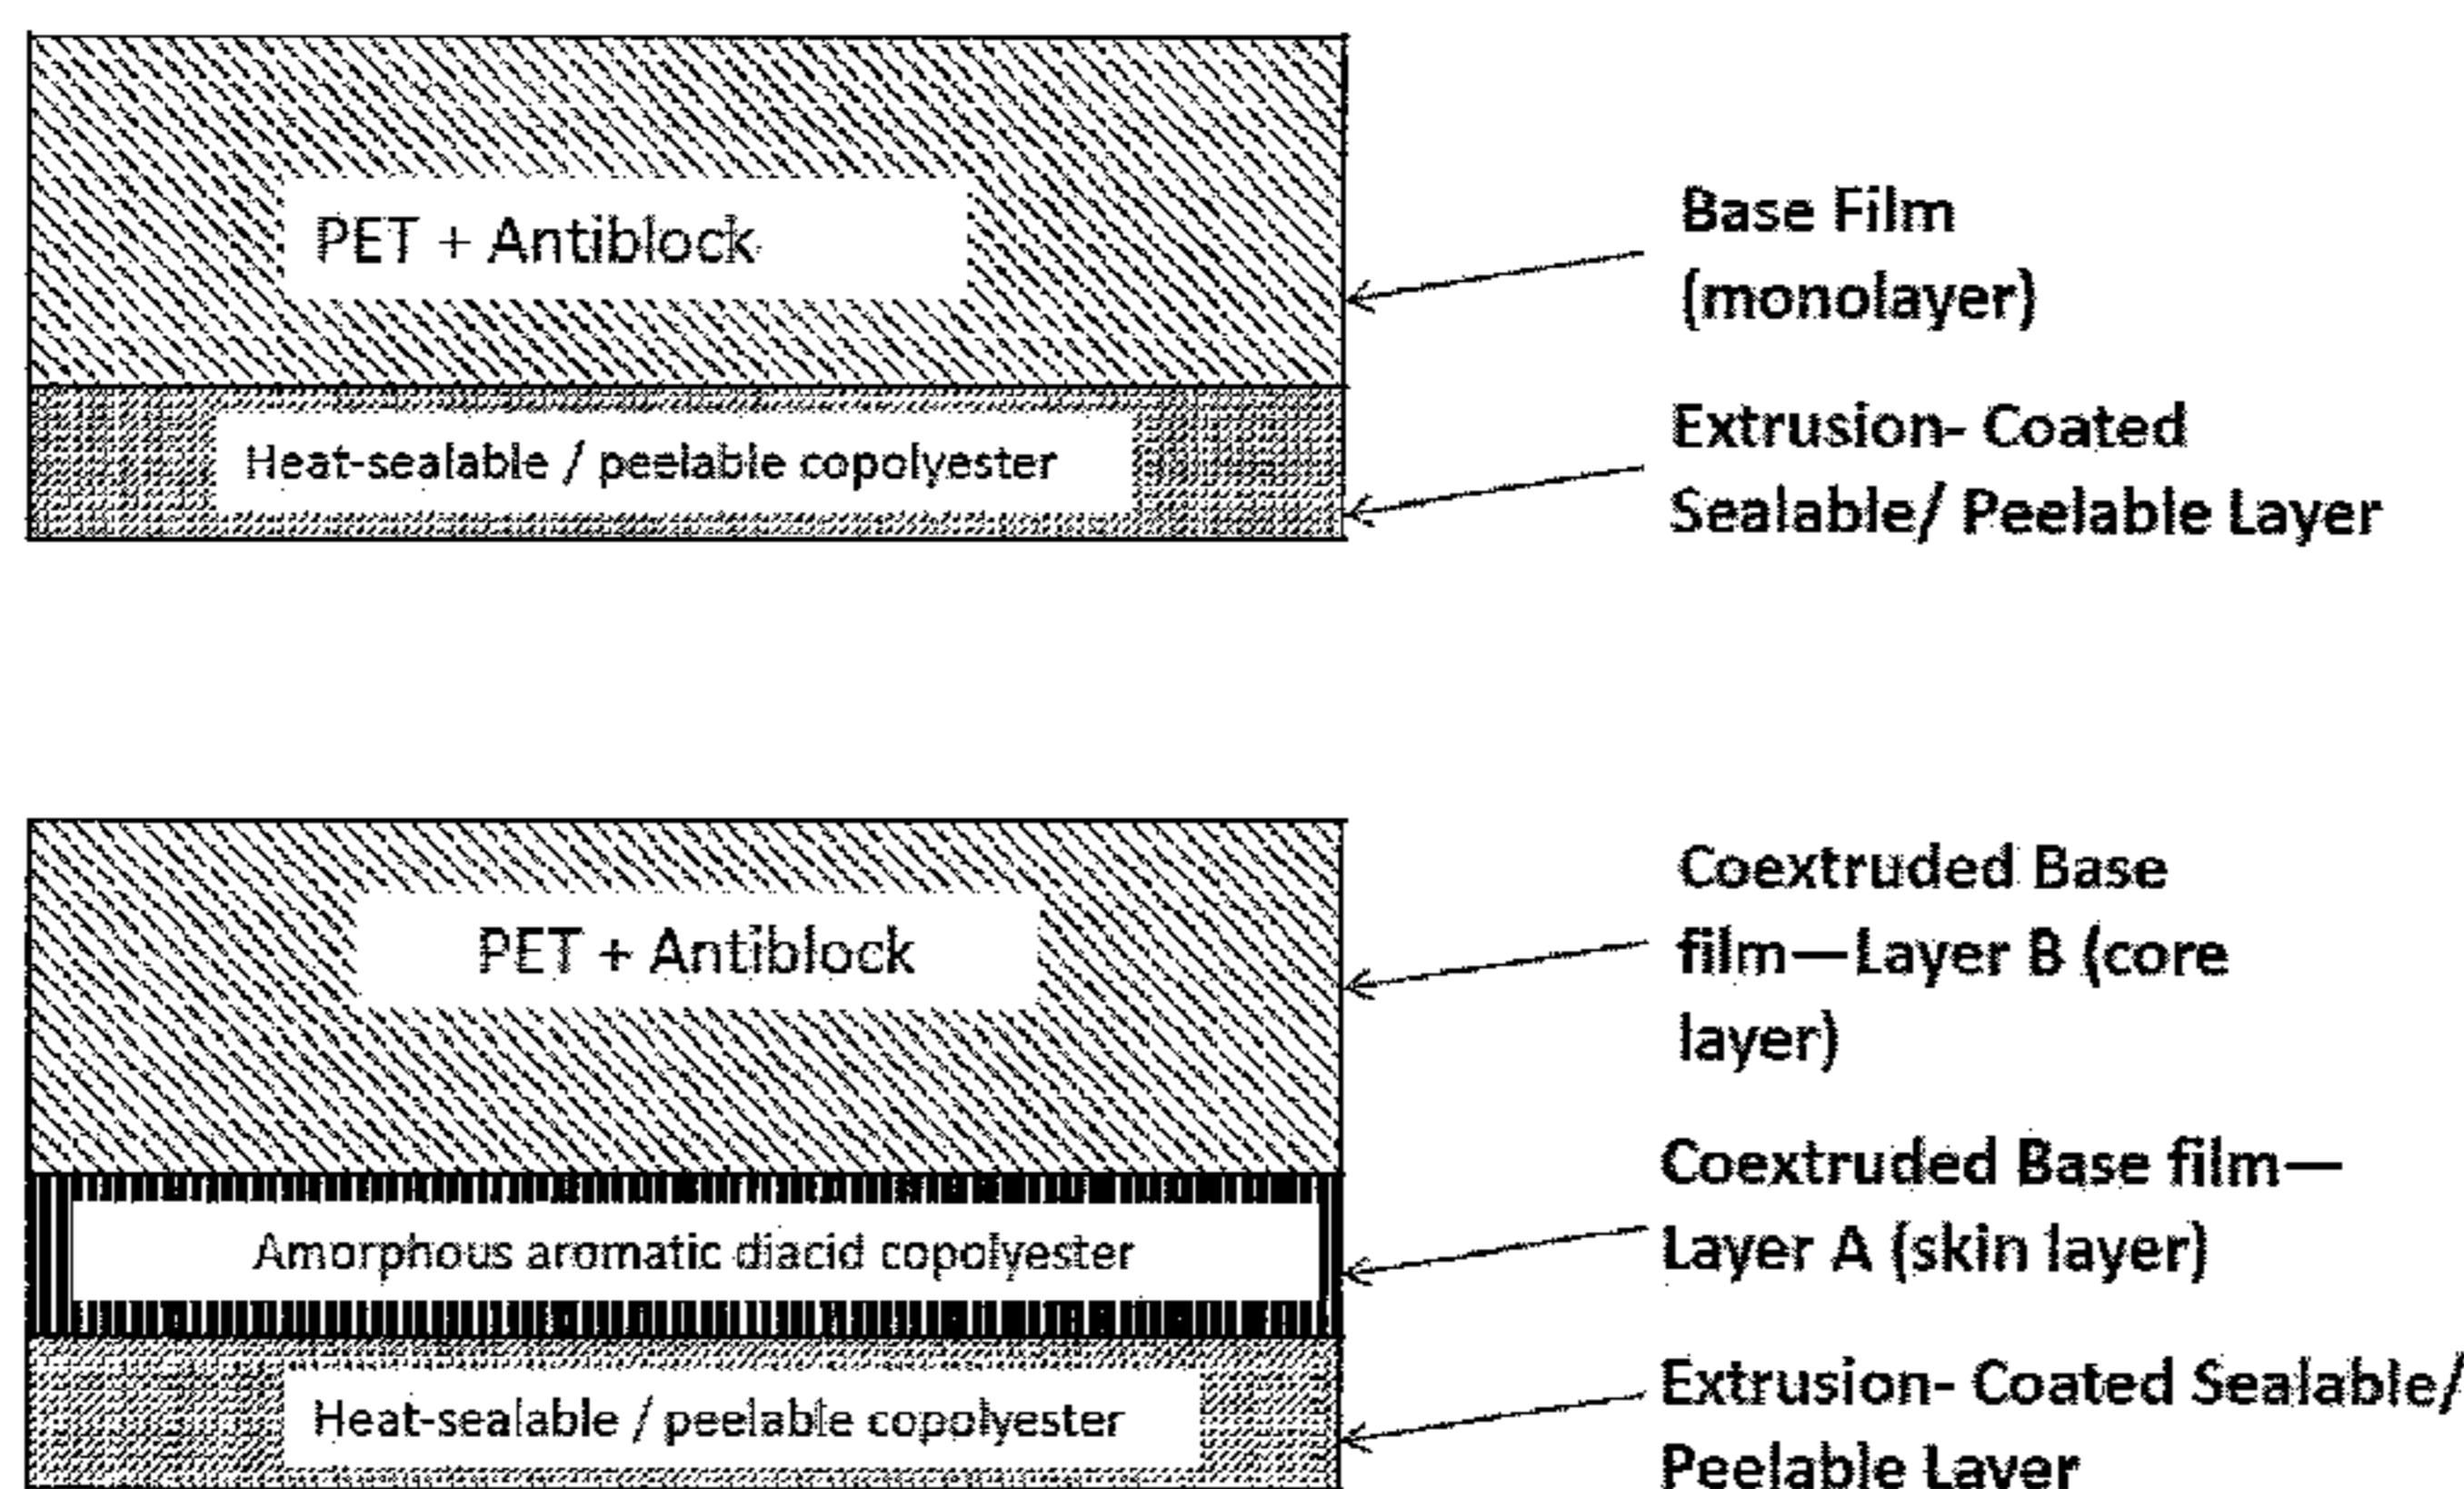 PET + Antiblock
Base Film
(monolayer)
Heat-sealable / peelable copolyester
Extrusion- Coated
Sealable/ Peelable Layer
PET + Antiblock
Coextruded Base
film—Layer B (core
layer)
Amorphous aromatic diacid copolyester
Coextruded Base film—
Layer A (skin layer)
Heat-sealable / peelable copolyester
Extrusion- Coated Sealable/
Peelable Layer